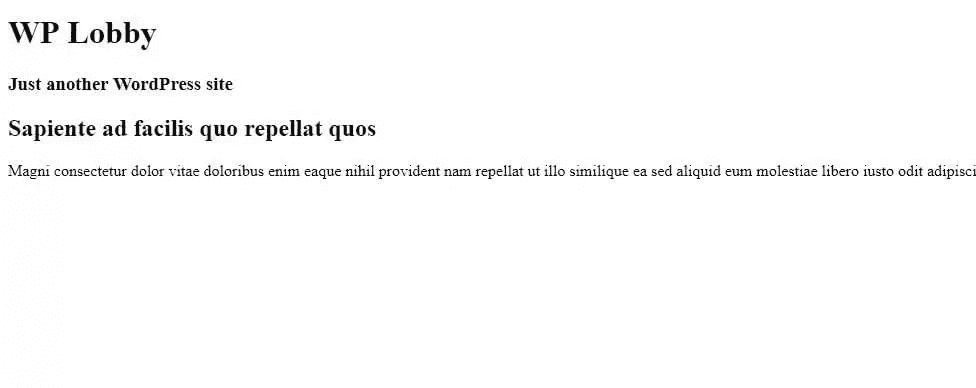 WP Lobby
Just another WordPress site
Sapiente ad facilis quo repellat quos
Magni consectetur dolor vitae doloribus enim eaque nihil provident nam repellat ut illo similique ea sed aliquid eum molestiae libero iusto odit adipisci